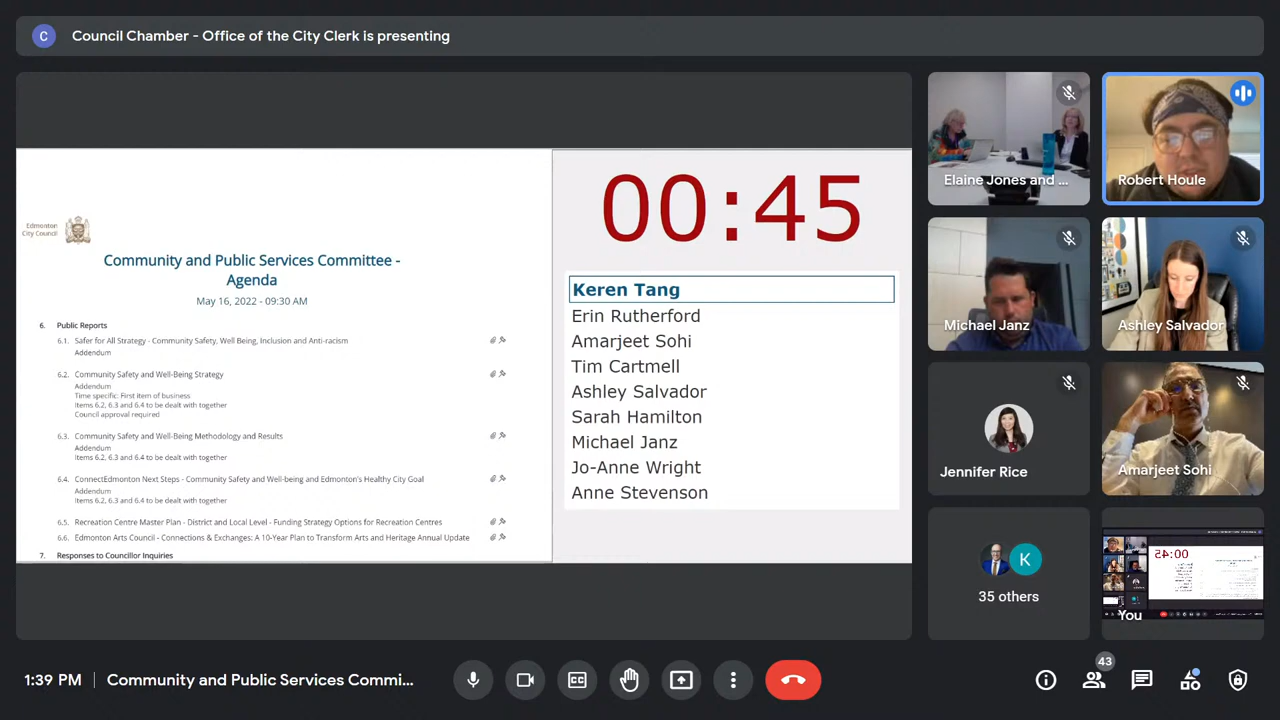 C
Council Chamber - Office of the City Clerk is presenting
Edmonton
City Council
Community and Public Services Committee -
Agenda
May 16, 2022 - 09:30 AM
6. Public Reports
6.1. Safer for All Strategy - Community Safety, Well Being, Inclusion and Anti-racism
Addendum
6.2. Community Safety and Well-Being Strategy
Addendum
Time specific: First item of business
Items 6.2, 6.3 and 6.4 to be dealt with together
Council approval required
6.3. Community Safety and Well-Being Methodology and Results
Addendum
Items 6.2, 6.3 and 6.4 to be dealt with together
6.4. ConnectEdmonton Next Steps - Community Safety and Well-being and Edmonton's Healthy City Goal
Addendum
Items 6.2, 6.3 and 6.4 to be dealt with together
6.5. Recreation Centre Master Plan - District and Local Level - Funding Strategy Options for Recreation Centres
6.6. Edmonton Arts Council - Connections & Exchanges: A 10-Year Plan to Transform Arts and Heritage Annual Update
7. Responses to Councillor Inquiries
00:45
Keren Tang
Erin Rutherford
Amarjeet Sohi
Tim Cartmell
Ashley Salvador
Sarah Hamilton
Michael Janz
Jo-Anne Wright
Anne Stevenson
Elaine Jones and ...
Robert Houle
Michael Janz
Ashley Salvador
Jennifer Rice
Amarjeet Sohi
K
35 others
00:45
You
1:39 PM
Community and Public Services Commi...
CC
43